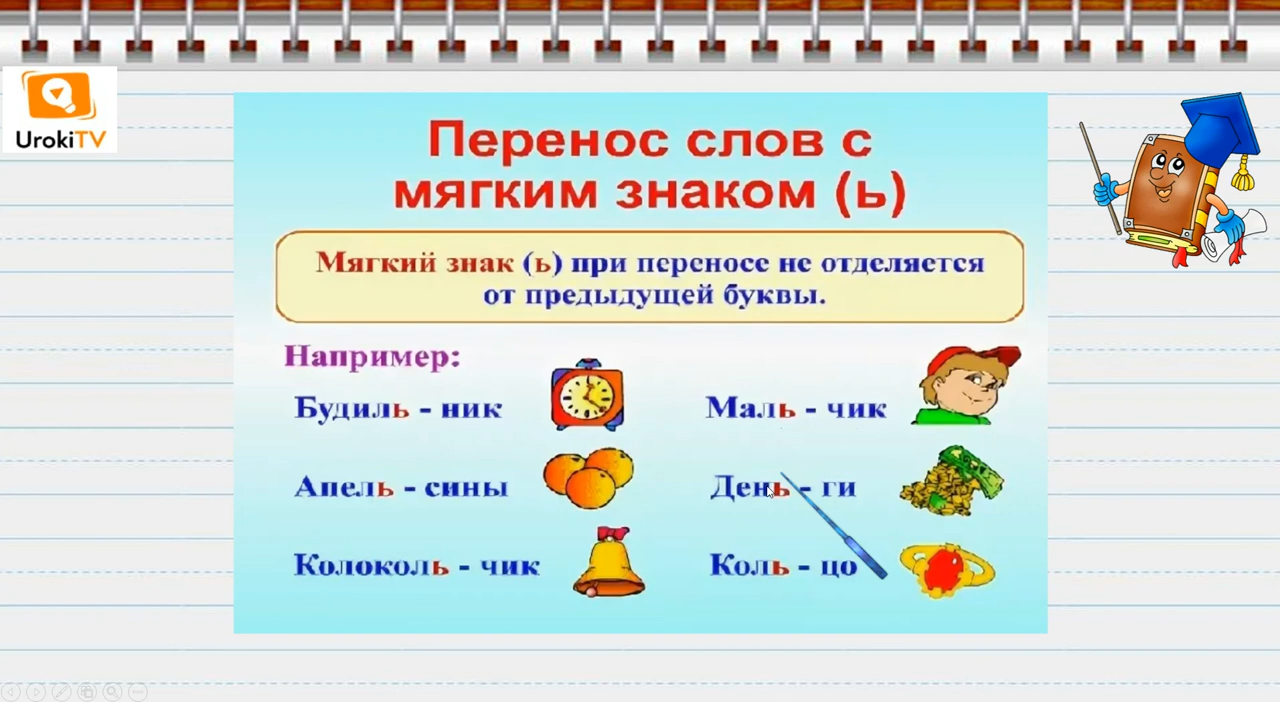 UrokiTV
Перенос слов с
мягким знаком (ь)
Мягкий знак (ь) при переносе не отделяется
от предыдущей буквы.
Например:
Будиль - ник
Маль - чик
Апель - сины
День - ги
Колоколь - чик
Коль - цо